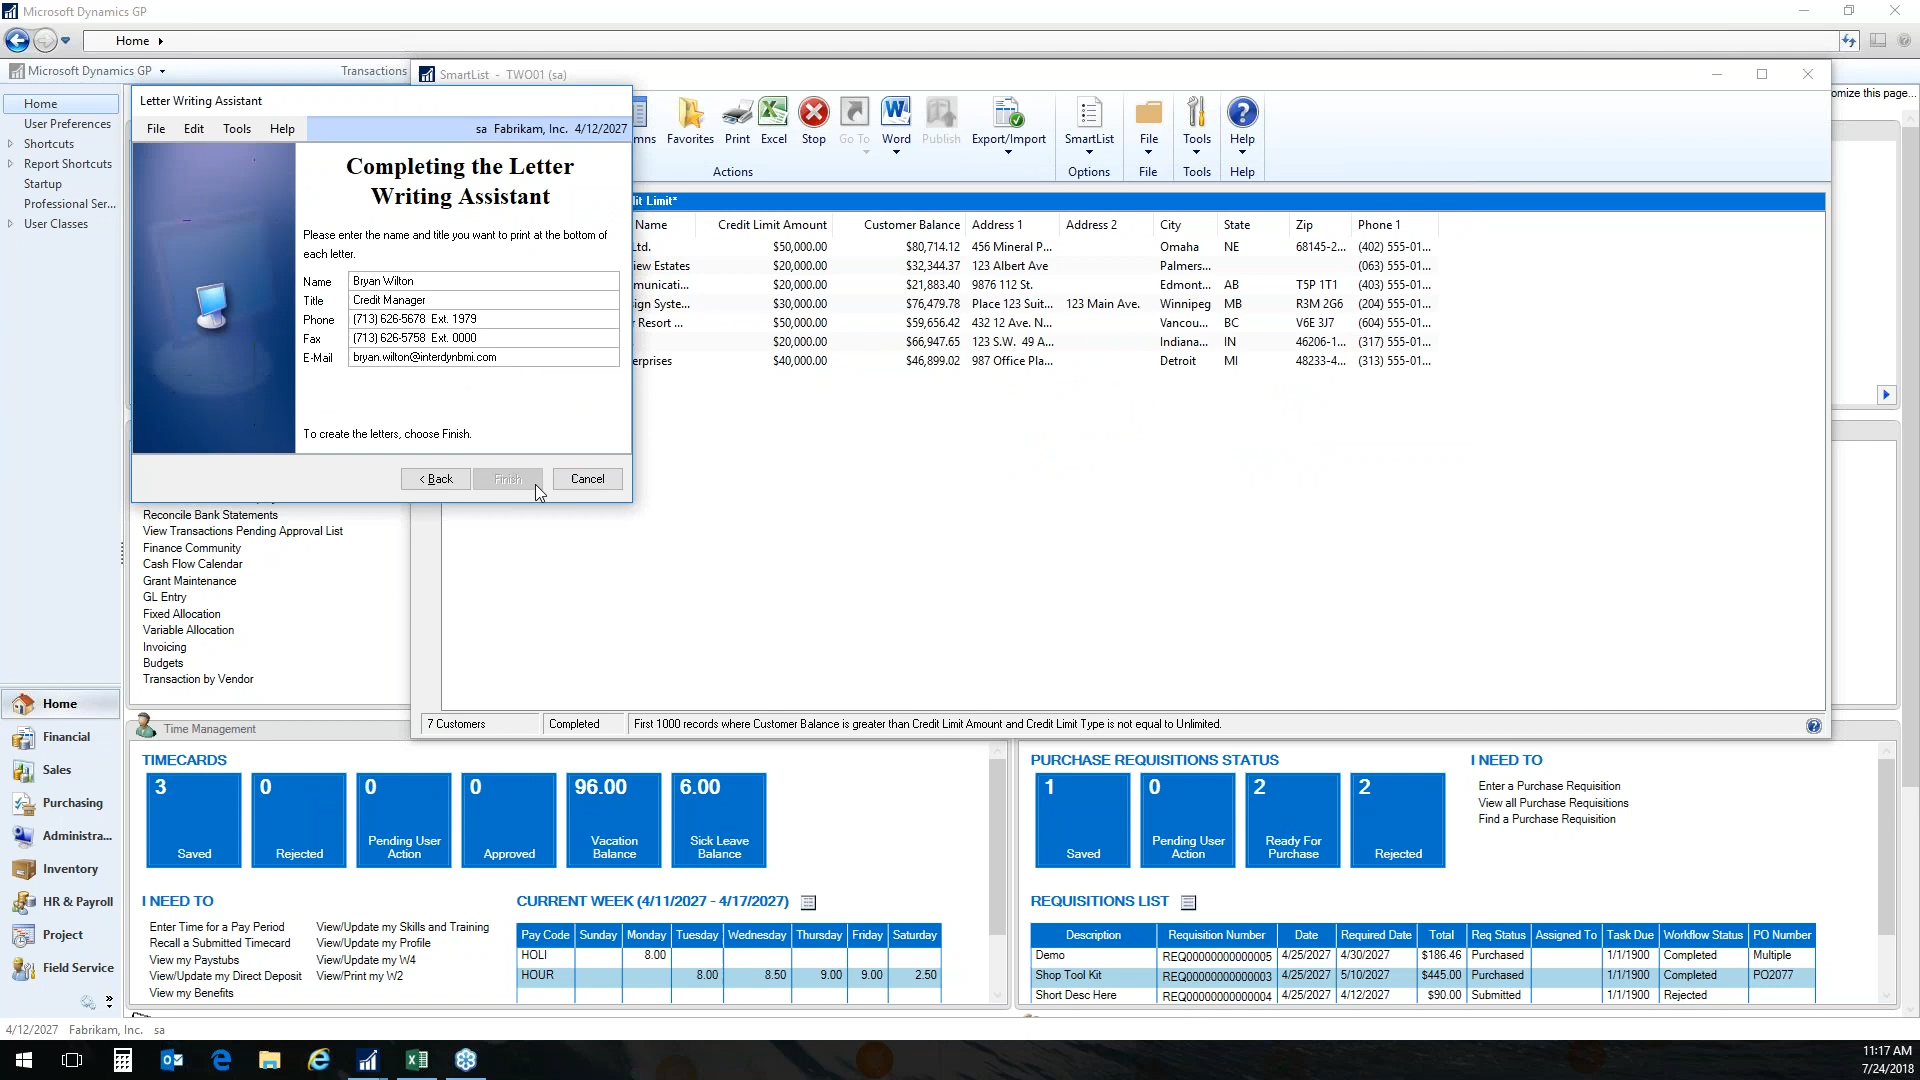 Microsoft Dynamics GP
Home
Microsoft Dynamics GP
Transactions
SmartList - TWO01 (sa)
omize this page...
Home
User Preferences
Shortcuts
Report Shortcuts
Startup
Professional Ser...
User Classes
Letter Writing Assistant
File Edit Tools Help
sa Fabrikam, Inc. 4/12/2027
Completing the Letter
Writing Assistant
Please enter the name and title you want to print at the bottom of
each letter.
Name Bryan Wilton
Title Credit Manager
Phone (713) 626-5678 Ext. 1979
Fax (713) 626-5758 Ext. 0000
E-Mail bryan.wilton@interdynbmi.com
To create the letters, choose Finish.
< Back Finish Cancel
mns Favorites Print Excel Stop Go To Word Publish Export/Import SmartList File Tools Help
Actions Options File Tools Help
dit Limit*
Name Credit Limit Amount Customer Balance Address 1 Address 2 City State Zip Phone 1
Ltd. $50,000.00 $80,714.12 456 Mineral P... Omaha NE 68145-2... (402) 555-01...
iew Estates $20,000.00 $32,344.37 123 Albert Ave Palmers... (063) 555-01...
municati... $20,000.00 $21,883.40 9876 112 St. Edmont... AB T5P 1T1 (403) 555-01...
sign Syste... $30,000.00 $76,479.78 Place 123 Suit... 123 Main Ave. Winnipeg MB R3M 2G6 (204) 555-01...
r Resort ... $50,000.00 $59,656.42 432 12 Ave. N... Vancou... BC V6E 3J7 (604) 555-01...
$20,000.00 $66,947.65 123 S.W. 49 A... Indiana... IN 46206-1... (317) 555-01...
erprises $40,000.00 $46,899.02 987 Office Pla... Detroit MI 48233-4... (313) 555-01...
7 Customers Completed First 1000 records where Customer Balance is greater than Credit Limit Amount and Credit Limit Type is not equal to Unlimited.
Reconcile Bank Statements
View Transactions Pending Approval List
Finance Community
Cash Flow Calendar
Grant Maintenance
GL Entry
Fixed Allocation
Variable Allocation
Invoicing
Budgets
Transaction by Vendor
Home
Financial
Sales
Purchasing
Administra...
Inventory
HR & Payroll
Project
Field Service
Time Management
TIMECARDS
3 Saved
0 Rejected
0 Pending User Action
0 Approved
96.00 Vacation Balance
6.00 Sick Leave Balance
I NEED TO
Enter Time for a Pay Period
Recall a Submitted Timecard
View my Paystubs
View/Update my Direct Deposit
View my Benefits
View/Update my Skills and Training
View/Update my Profile
View/Update my W4
View/Print my W2
CURRENT WEEK (4/11/2027 - 4/17/2027)
Pay Code Sunday Monday Tuesday Wednesday Thursday Friday Saturday
HOLI 8.00
HOUR 8.00 8.50 9.00 9.00 2.50
PURCHASE REQUISITIONS STATUS
1 Saved
0 Pending User Action
2 Ready For Purchase
2 Rejected
I NEED TO
Enter a Purchase Requisition
View all Purchase Requisitions
Find a Purchase Requisition
REQUISITIONS LIST
Description Requisition Number Date Required Date Total Req Status Assigned To Task Due Workflow Status PO Number
Demo REQ00000000000005 4/25/2027 4/30/2027 $186.46 Purchased 1/1/1900 Completed Multiple
Shop Tool Kit REQ00000000000003 4/25/2027 5/10/2027 $445.00 Purchased 1/1/1900 Completed PO2077
Short Desc Here REQ00000000000004 4/25/2027 4/12/2027 $90.00 Submitted 1/1/1900 Rejected
4/12/2027 Fabrikam, Inc. sa
11:17 AM
7/24/2018